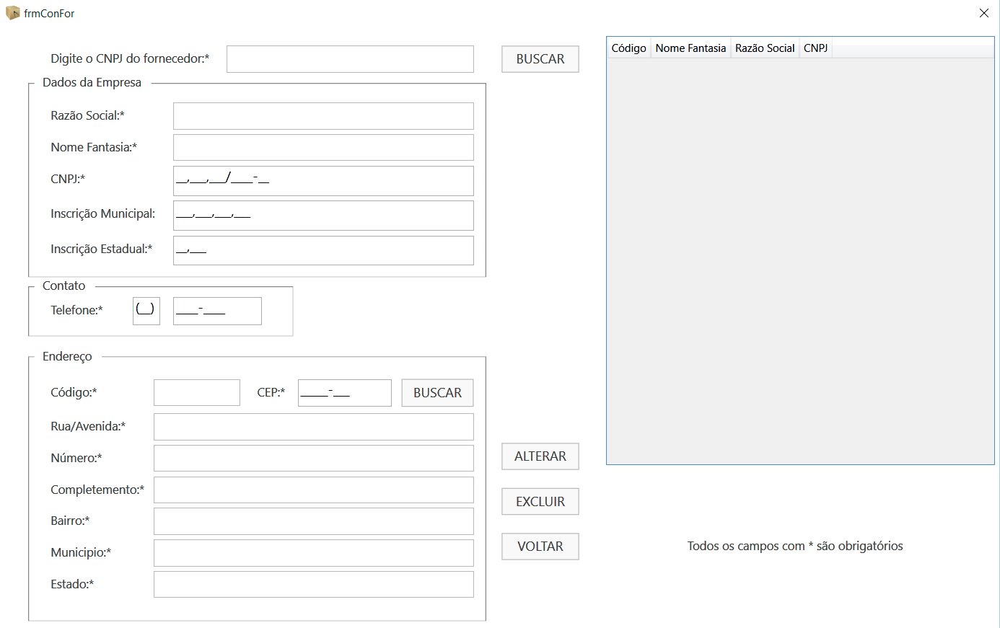 frmConFor
Digite o CNPJ do fornecedor:*
BUSCAR
Dados da Empresa
Razão Social:*
Nome Fantasia:*
CNPJ:* __.___.___/____-__
Inscrição Municipal: ___.___.___.___
Inscrição Estadual:* __.___
Contato
Telefone:* (__) ____-____
Endereço
Código:* CEP:* _____-___ BUSCAR
Rua/Avenida:*
Número:*
Completemento:*
Bairro:*
Municipio:*
Estado:*
ALTERAR
EXCLUIR
VOLTAR
Código Nome Fantasia Razão Social CNPJ
Todos os campos com * são obrigatórios